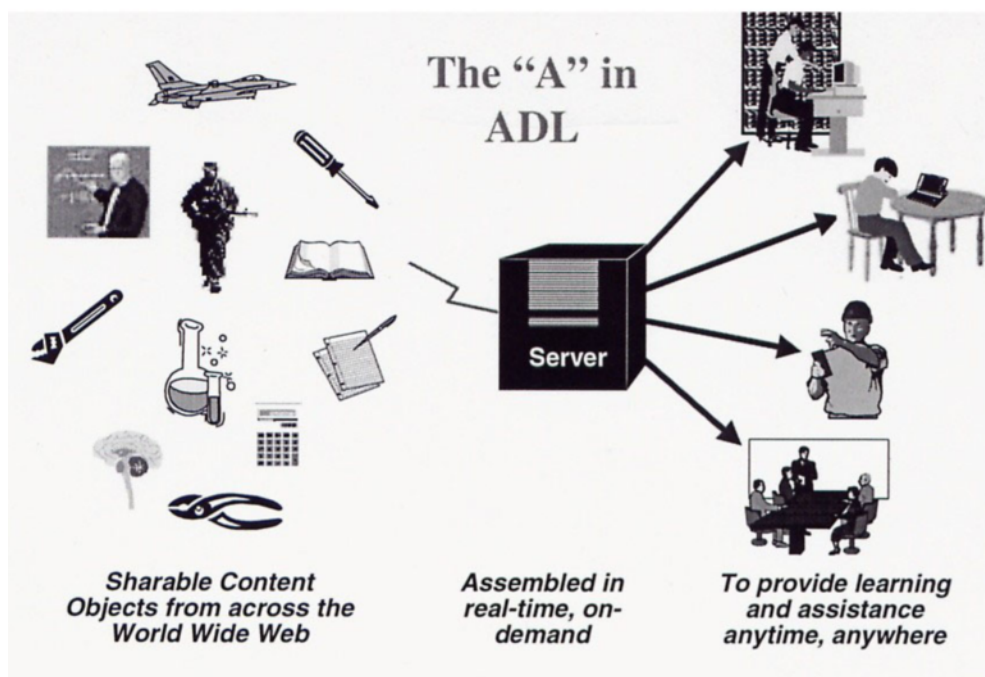 The “A” in
ADL
Server
Sharable Content
Objects from across the
World Wide Web
Assembled in
real-time, on-
demand
To provide learning
and assistance
anytime, anywhere